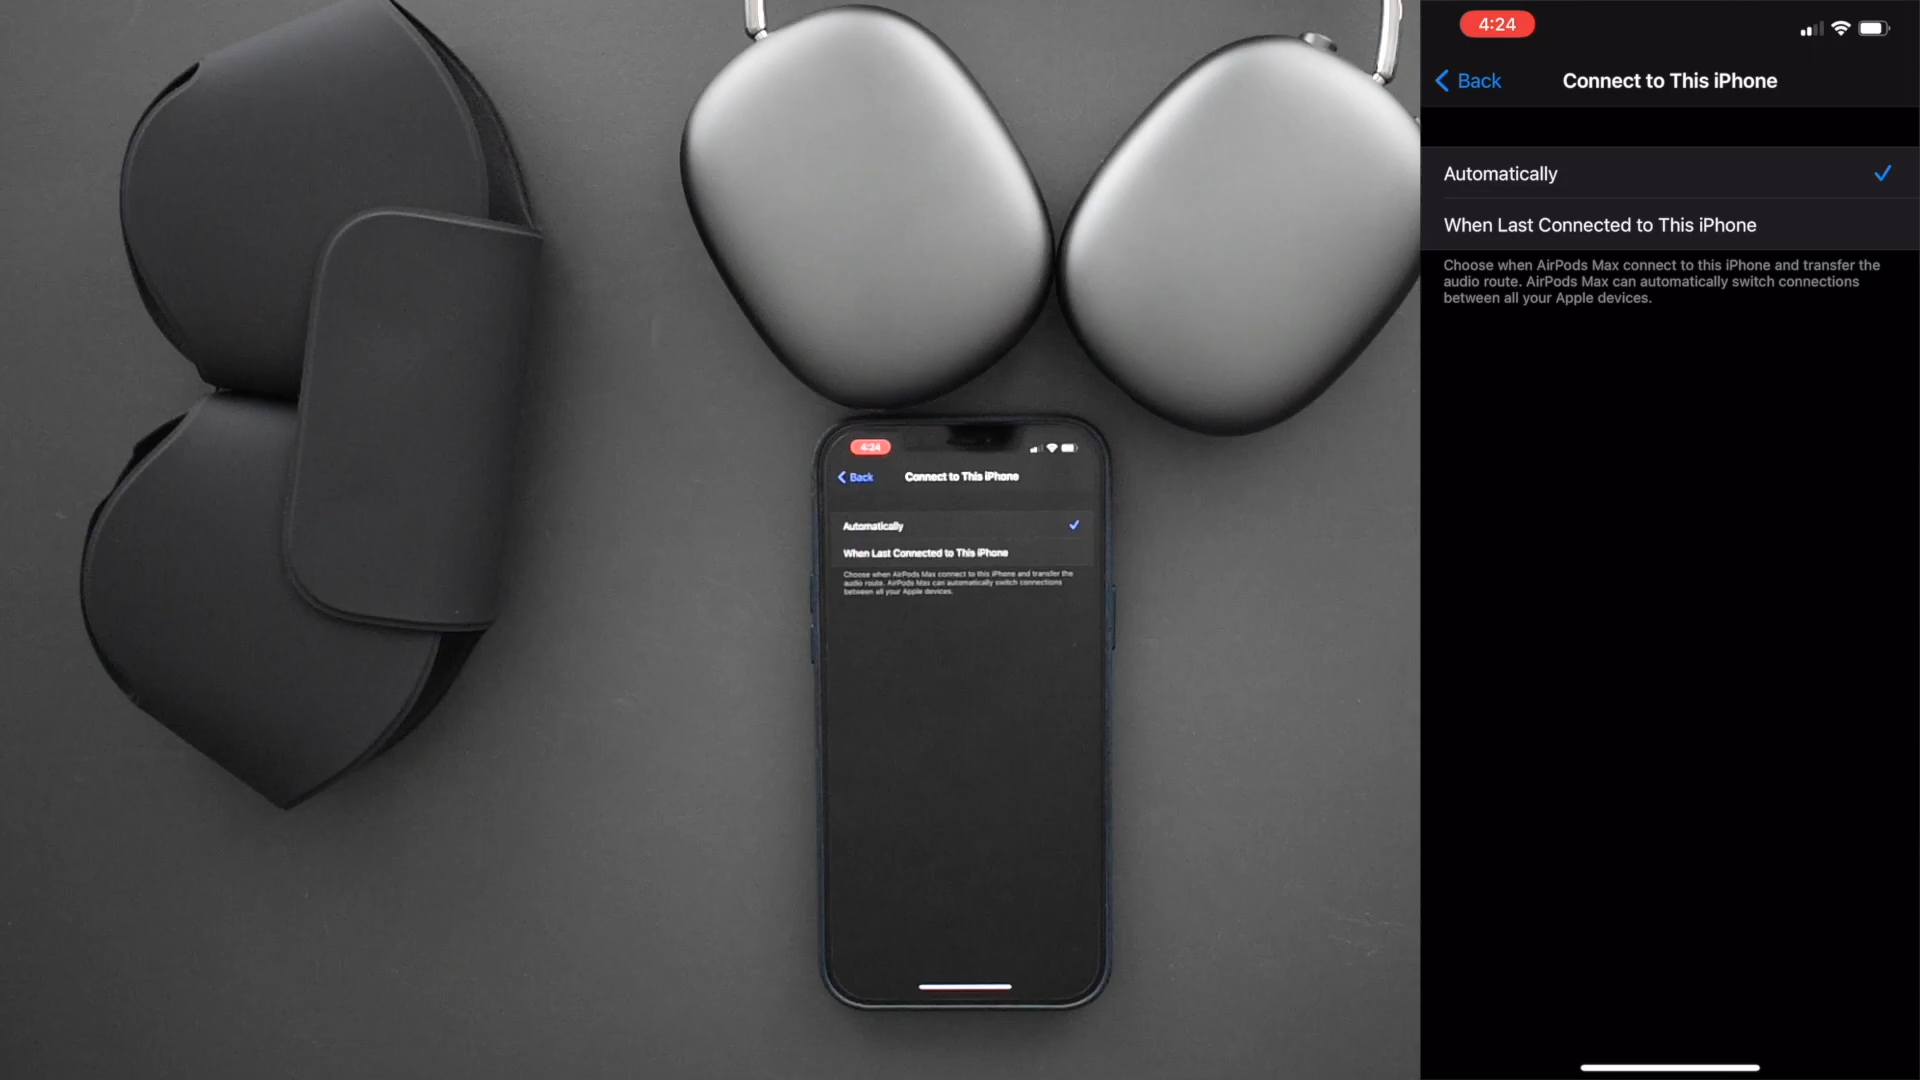 4:24
Back
Connect to This iPhone
Automatically
When Last Connected to This iPhone
Choose when AirPods Max connect to this iPhone and transfer the
audio route. AirPods Max can automatically switch connections
between all your Apple devices.
4:24
Back
Connect to This iPhone
Automatically
When Last Connected to This iPhone
Choose when AirPods Max connect to this iPhone and transfer the
audio route. AirPods Max can automatically switch connections
between all your Apple devices.